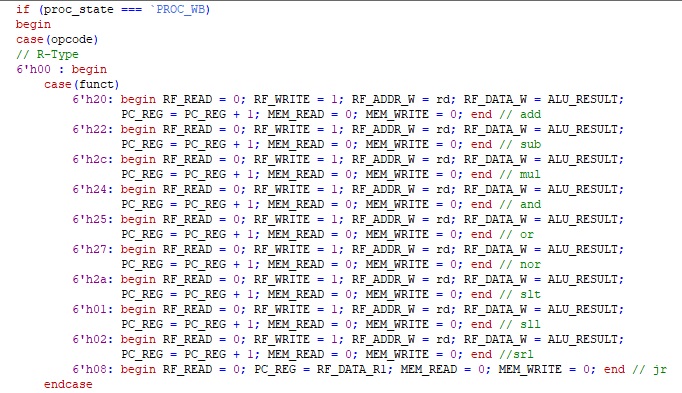 if (proc_state === `PROC_WB)
begin
case(opcode)
// R-Type
6'h00 : begin
case(funct)
6'h20: begin RF_READ = 0; RF_WRITE = 1; RF_ADDR_W = rd; RF_DATA_W = ALU_RESULT;
PC_REG = PC_REG + 1; MEM_READ = 0; MEM_WRITE = 0; end // add
6'h22: begin RF_READ = 0; RF_WRITE = 1; RF_ADDR_W = rd; RF_DATA_W = ALU_RESULT;
PC_REG = PC_REG + 1; MEM_READ = 0; MEM_WRITE = 0; end // sub
6'h2c: begin RF_READ = 0; RF_WRITE = 1; RF_ADDR_W = rd; RF_DATA_W = ALU_RESULT;
PC_REG = PC_REG + 1; MEM_READ = 0; MEM_WRITE = 0; end // mul
6'h24: begin RF_READ = 0; RF_WRITE = 1; RF_ADDR_W = rd; RF_DATA_W = ALU_RESULT;
PC_REG = PC_REG + 1; MEM_READ = 0; MEM_WRITE = 0; end // and
6'h25: begin RF_READ = 0; RF_WRITE = 1; RF_ADDR_W = rd; RF_DATA_W = ALU_RESULT;
PC_REG = PC_REG + 1; MEM_READ = 0; MEM_WRITE = 0; end // or
6'h27: begin RF_READ = 0; RF_WRITE = 1; RF_ADDR_W = rd; RF_DATA_W = ALU_RESULT;
PC_REG = PC_REG + 1; MEM_READ = 0; MEM_WRITE = 0; end // nor
6'h2a: begin RF_READ = 0; RF_WRITE = 1; RF_ADDR_W = rd; RF_DATA_W = ALU_RESULT;
PC_REG = PC_REG + 1; MEM_READ = 0; MEM_WRITE = 0; end // slt
6'h01: begin RF_READ = 0; RF_WRITE = 1; RF_ADDR_W = rd; RF_DATA_W = ALU_RESULT;
PC_REG = PC_REG + 1; MEM_READ = 0; MEM_WRITE = 0; end // sll
6'h02: begin RF_READ = 0; RF_WRITE = 1; RF_ADDR_W = rd; RF_DATA_W = ALU_RESULT;
PC_REG = PC_REG + 1; MEM_READ = 0; MEM_WRITE = 0; end //srl
6'h08: begin RF_READ = 0; PC_REG = RF_DATA_R1; MEM_READ = 0; MEM_WRITE = 0; end // jr
endcase